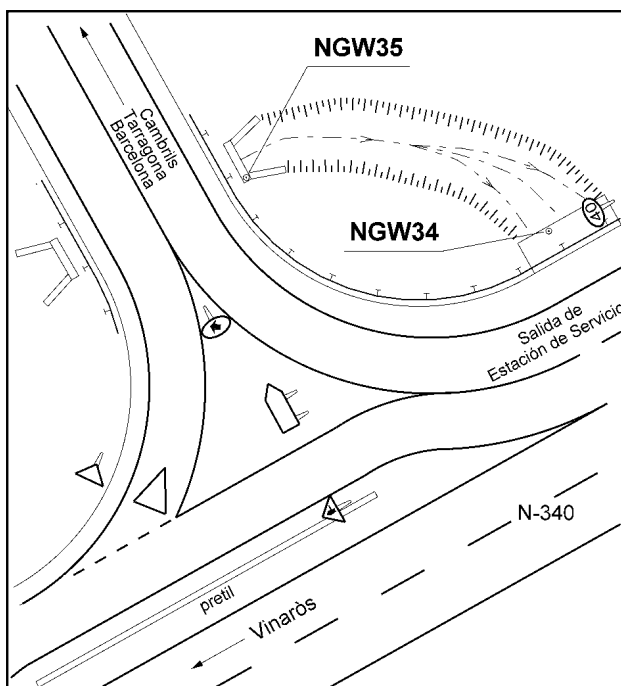 NGW35
Cambrils
Tarragona
Barcelona
NGW34
40
Salida de
Estación de Servicio
N-340
pretil
Vinaròs